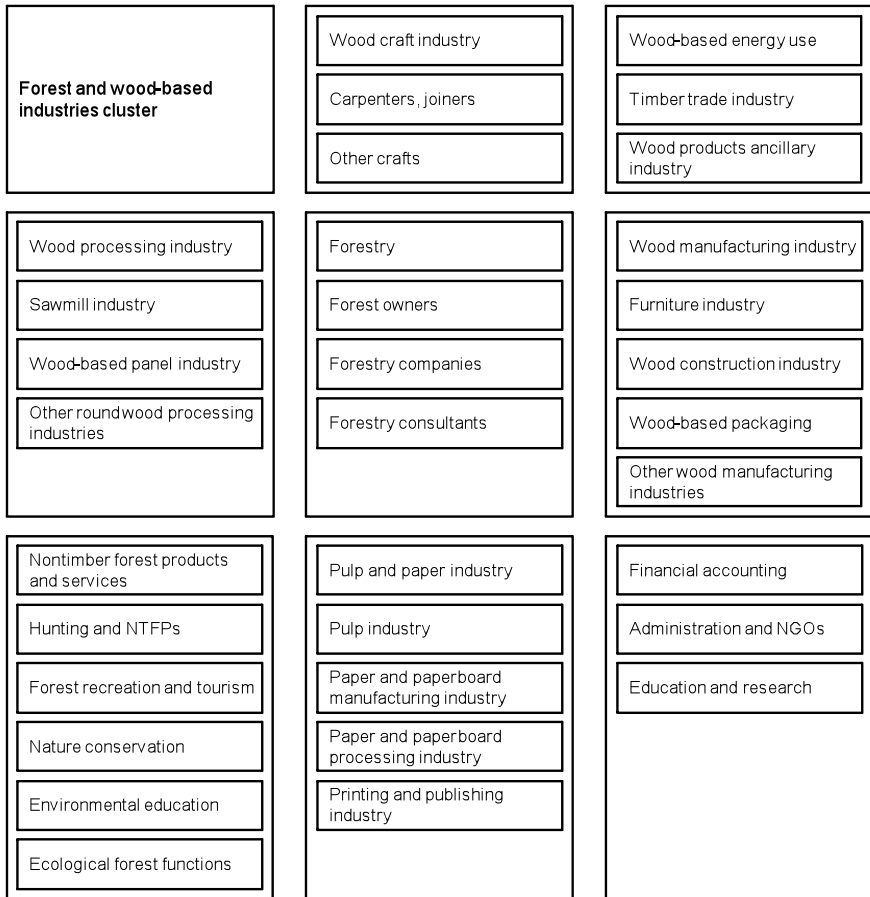 Forest and wood-based
industries cluster
Wood craft industry
Carpenters, joiners
Other crafts
Wood-based energy use
Timber trade industry
Wood products ancillary
industry
Wood processing industry
Sawmill industry
Wood-based panel industry
Other roundwood processing
industries
Forestry
Forest owners
Forestry companies
Forestry consultants
Wood manufacturing industry
Furniture industry
Wood construction industry
Wood-based packaging
Other wood manufacturing
industries
Nontimber forest products
and services
Hunting and NTFPs
Forest recreation and tourism
Nature conservation
Environmental education
Ecological forest functions
Pulp and paper industry
Pulp industry
Paper and paperboard
manufacturing industry
Paper and paperboard
processing industry
Printing and publishing
industry
Financial accounting
Administration and NGOs
Education and research